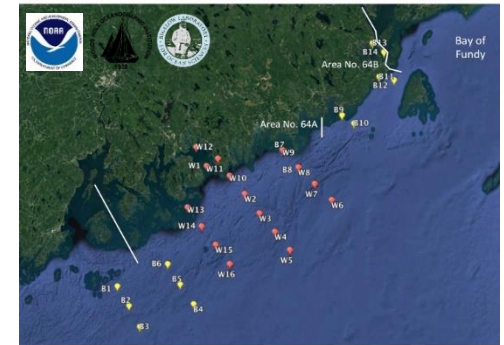 NOAA
Bay of
Fundy
B13
B14
Area No. 64B
B11
B12
B9
B10
Area No. 64A
W12
B7
W9
W1
W11
B8
W8
W10
W7
W2
W6
W13
W3
W14
W4
W15
W5
B6
W16
B1
B5
B2
B4
B3